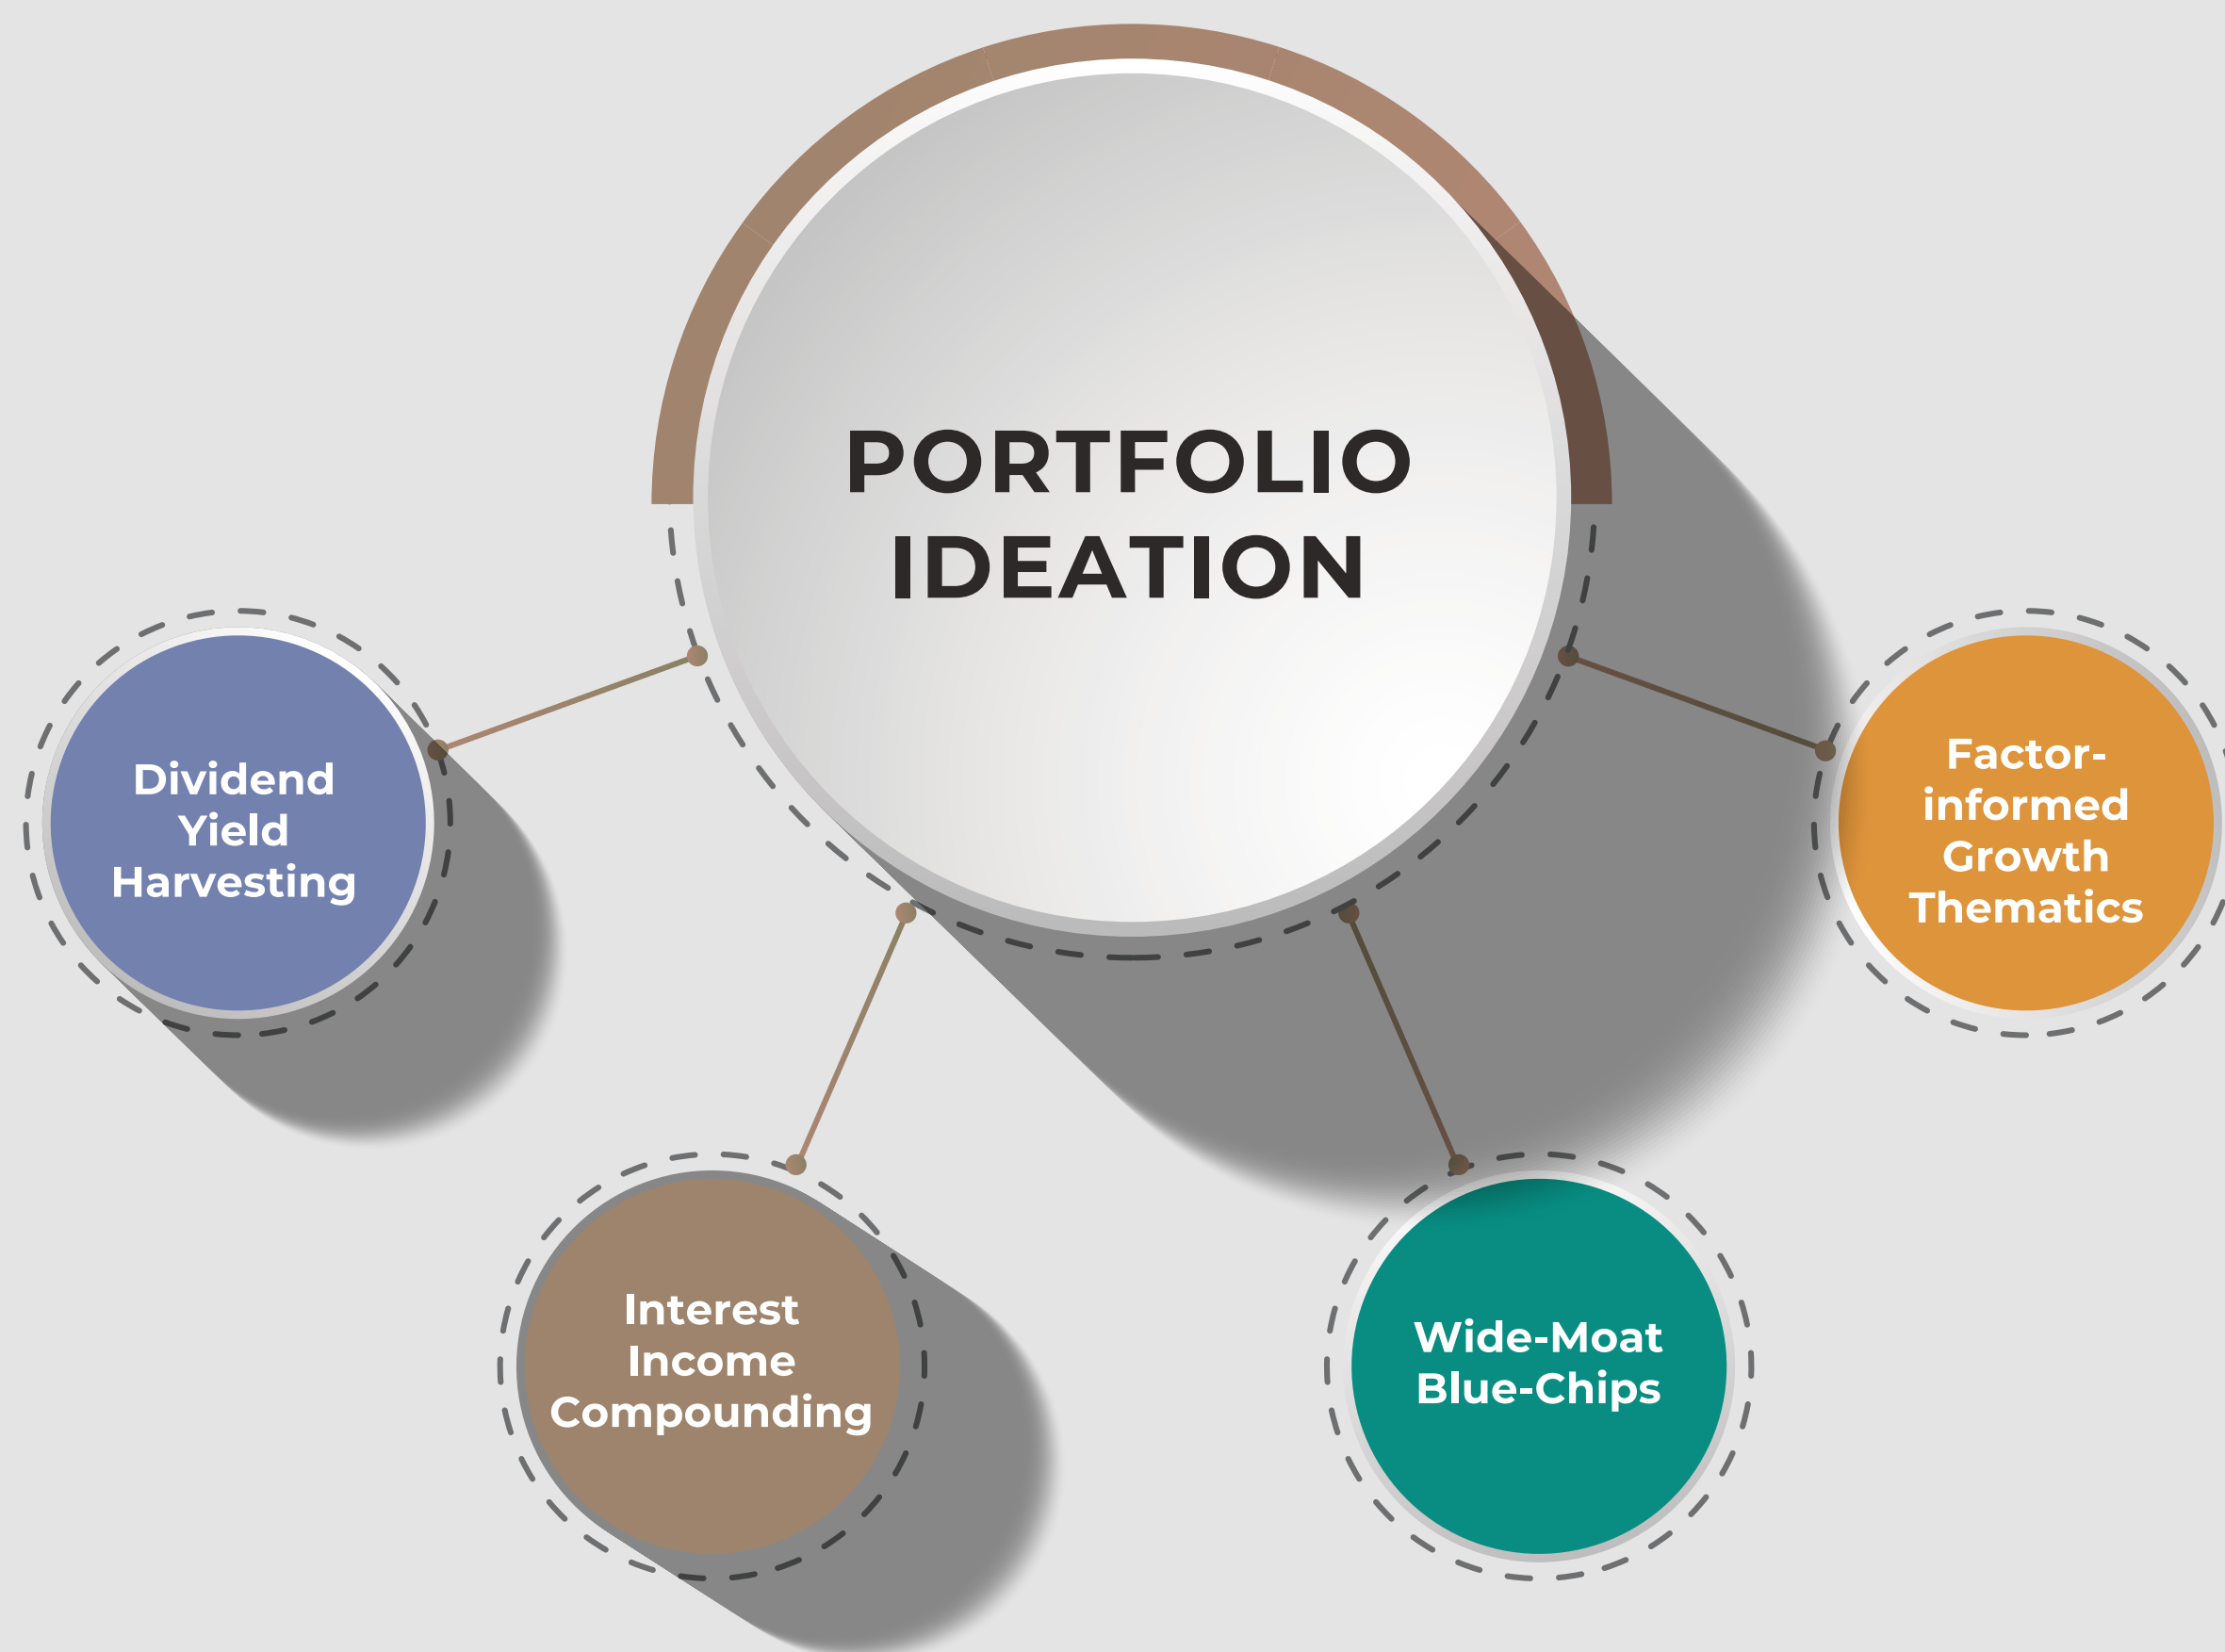 PORTFOLIO
IDEATION
Dividend
Yield
Harvesting
Interest
Income
Compounding
Wide-Moat
Blue-Chips
Factor-
informed
Growth
Thematics